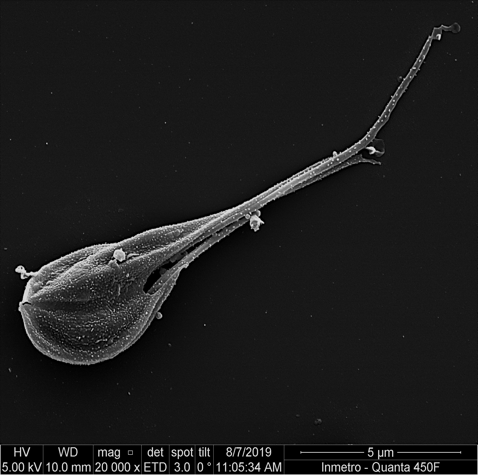 HV WD mag □ det spot tilt 8/7/2019 5 µm
5.00 kV 10.0 mm 20 000 x ETD 3.0 0 ° 11:05:34 AM Inmetro - Quanta 450F